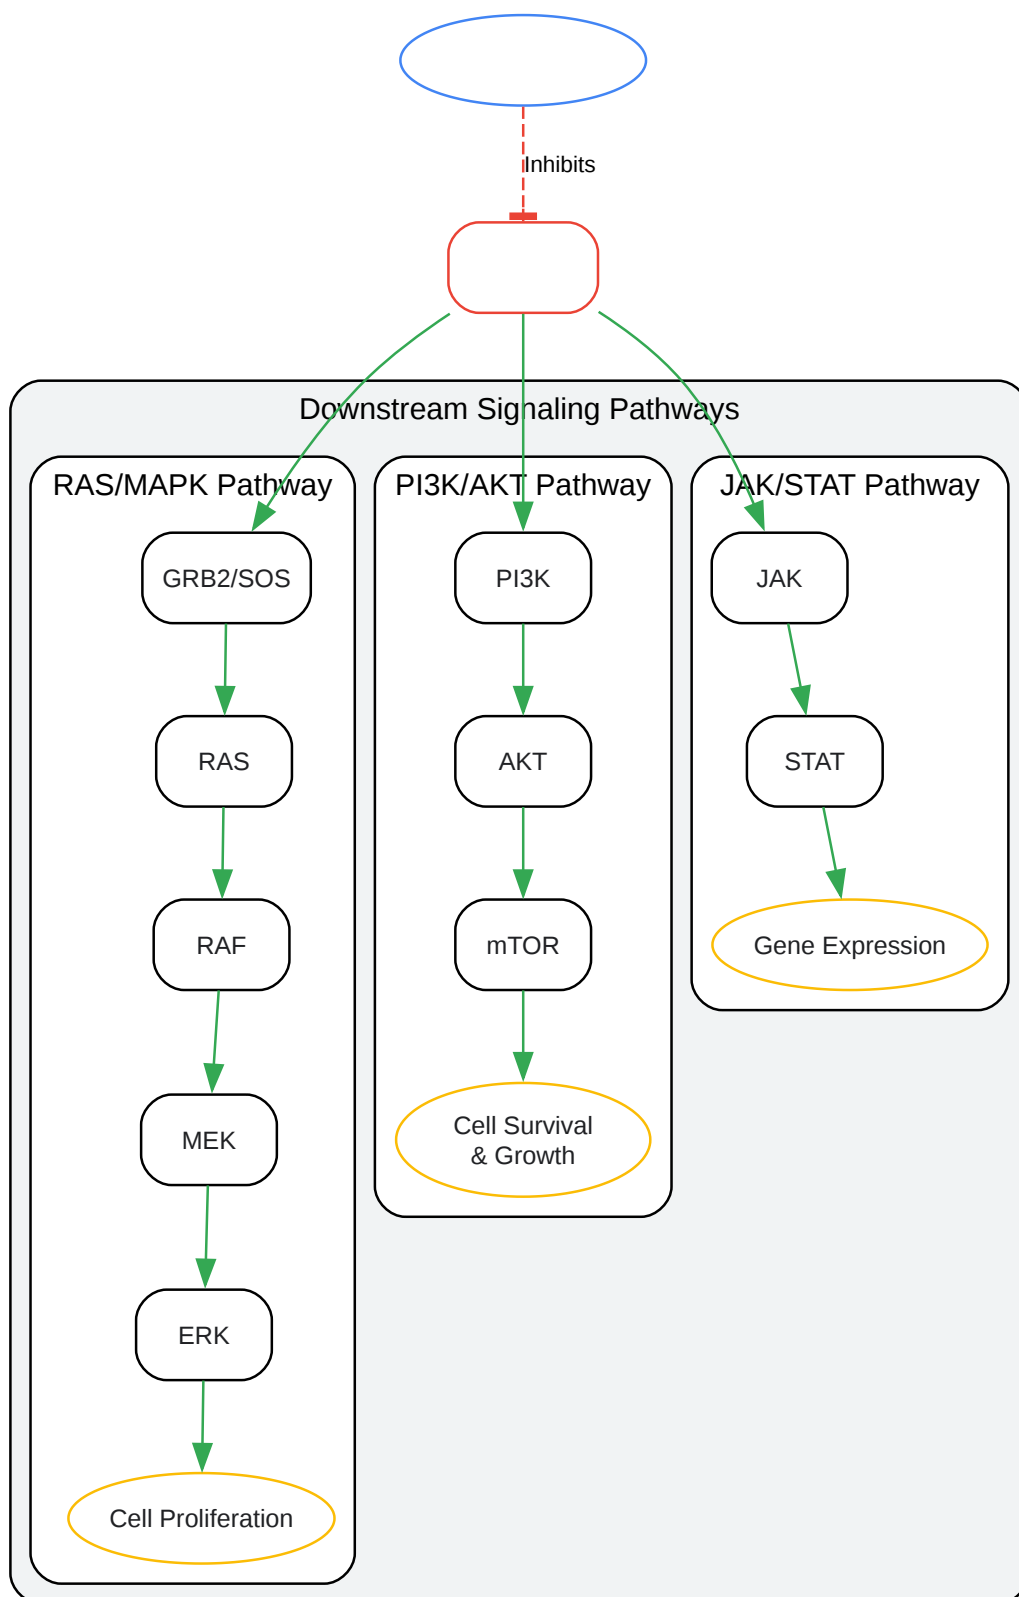 Inhibits
Downstream Signaling Pathways
RAS/MAPK Pathway
GRB2/SOS
RAS
RAF
MEK
ERK
Cell Proliferation
PI3K/AKT Pathway
PI3K
AKT
mTOR
Cell Survival
& Growth
JAK/STAT Pathway
JAK
STAT
Gene Expression